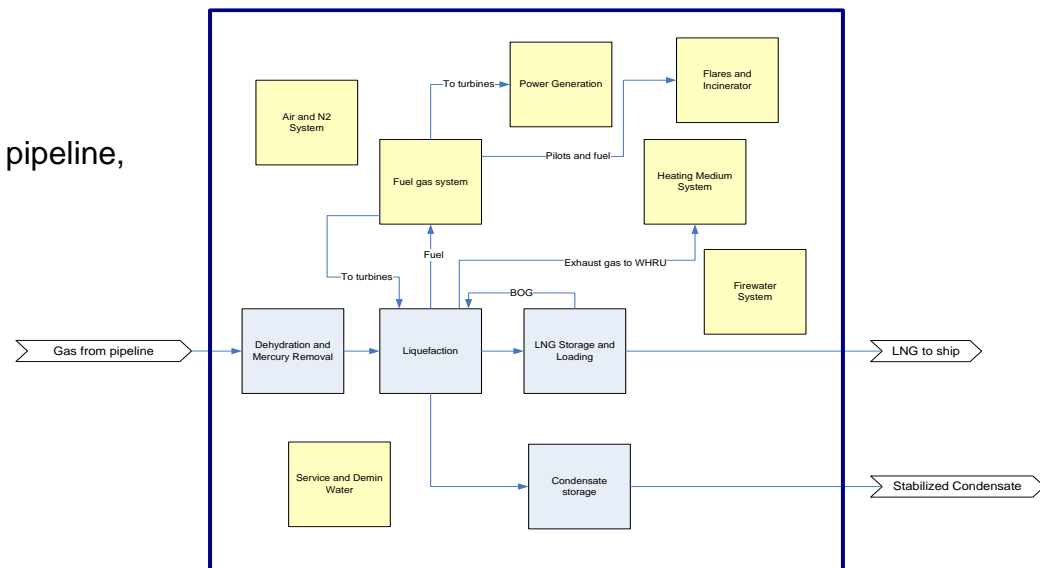 pipeline,
To turbines
Power Generation
Flares and
Incinerator
Air and N2
System
Pilots and fuel
Fuel gas system
Heating Medium
System
Fuel
Exhaust gas to WHRU
To turbines
BOG
Firewater
System
Gas from pipeline
Dehydration and
Mercury Removal
Liquefaction
LNG Storage and
Loading
LNG to ship
Service and Demin
Water
Condensate
storage
Stabilized Condensate